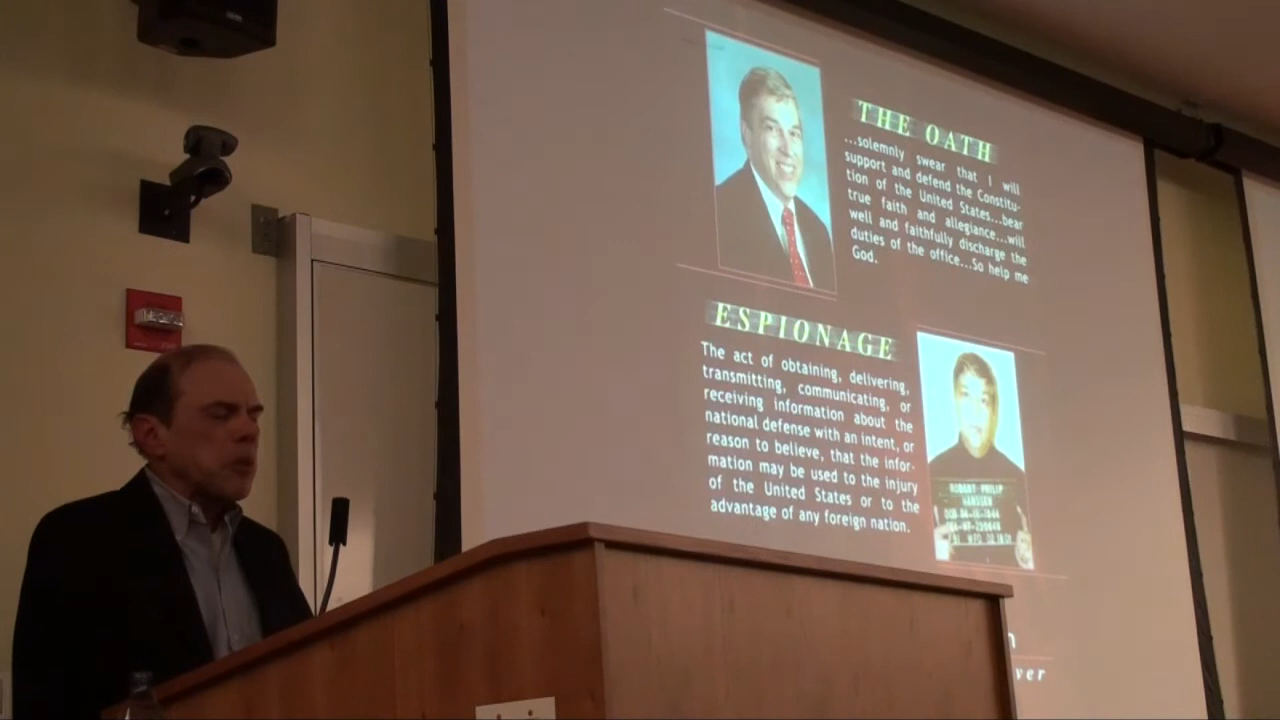 THE OATH
...solemnly swear that I will
support and defend the Constitu-
tion of the United States...bear
true faith and allegiance...will
well and faithfully discharge the
duties of the office...So help me
God.
ESPIONAGE
The act of obtaining, delivering,
transmitting, communicating, or
receiving information about the
national defense with an intent, or
reason to believe, that the infor-
mation may be used to the injury
of the United States or to the
advantage of any foreign nation.
ROBERT PHILIP
HANSSEN
n
ver